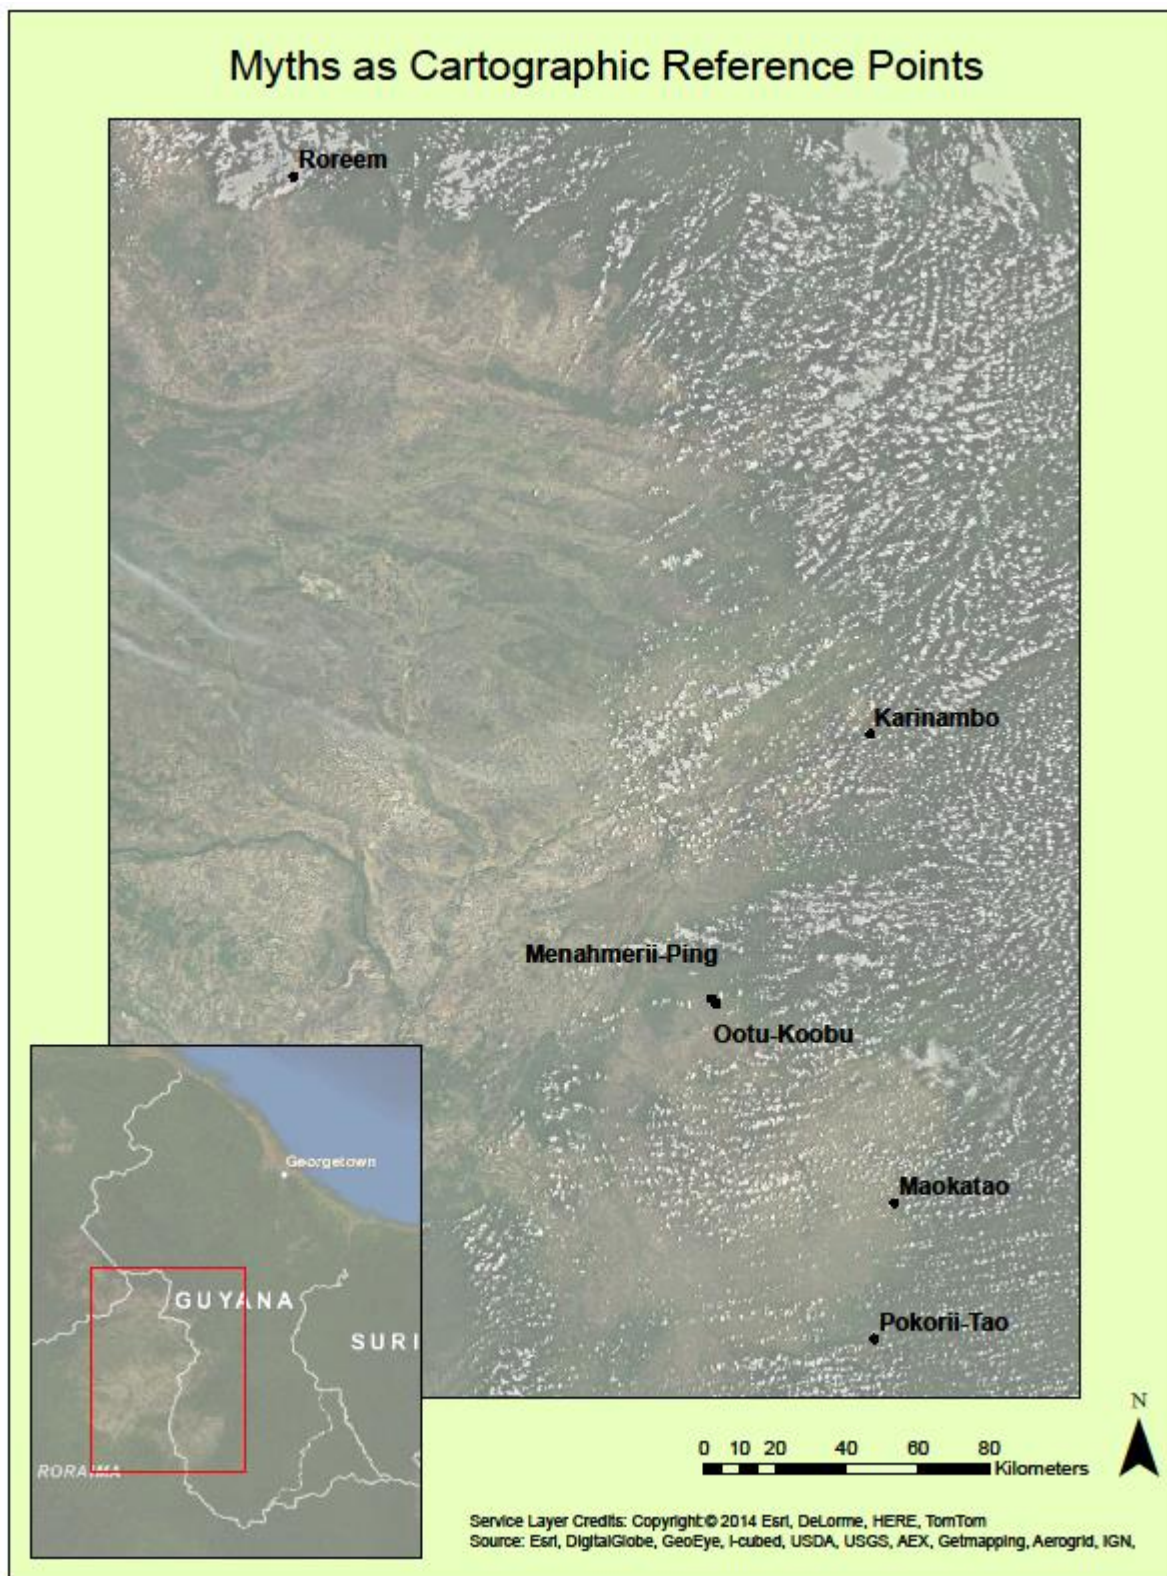 Myths as Cartographic Reference Points
Roreem
Karinambo
Menahmerii-Ping
Ootu-Koobu
Maokatao
Pokorii-Tao
Georgetown
GUYANA
SURI
RORAIMA
N
0 10 20 40 60 80
Kilometers
Service Layer Credits: Copyright:© 2014 Esri, DeLorme, HERE, TomTom
Source: Esri, DigitalGlobe, GeoEye, i-cubed, USDA, USGS, AEX, Getmapping, Aerogrid, IGN,